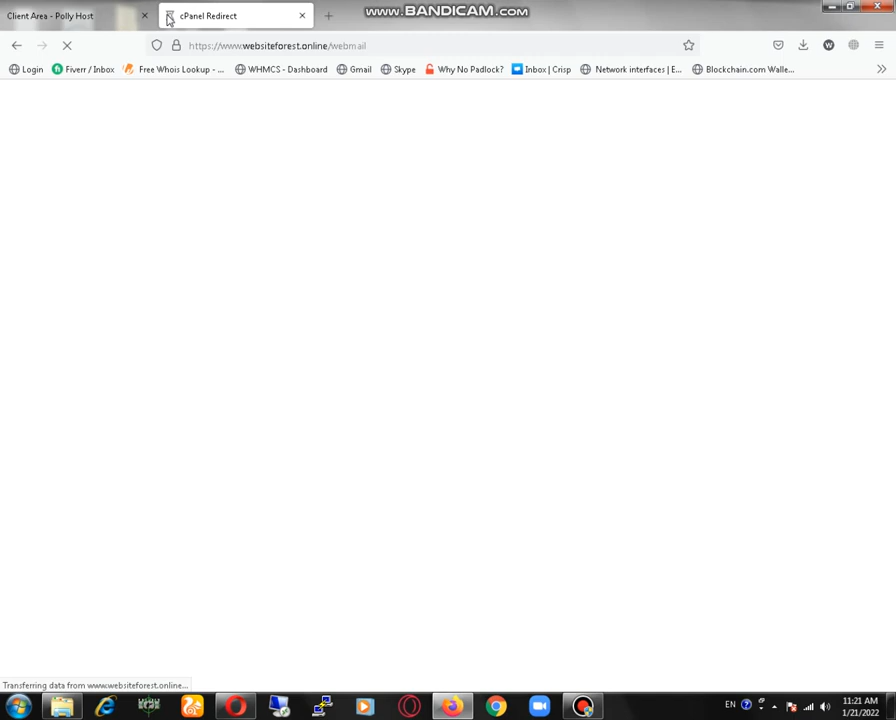 Client Area - Polly Host
cPanel Redirect
WWW.BANDICAM.COM
https://www.websiteforest.online/webmail
Login
Fiverr / Inbox
Free Whois Lookup - ...
WHMCS - Dashboard
Gmail
Skype
Why No Padlock?
Inbox | Crisp
Network interfaces | E...
Blockchain.com Walle...
Transferring data from www.websiteforest.online...
EN
11:21 AM
1/21/2022